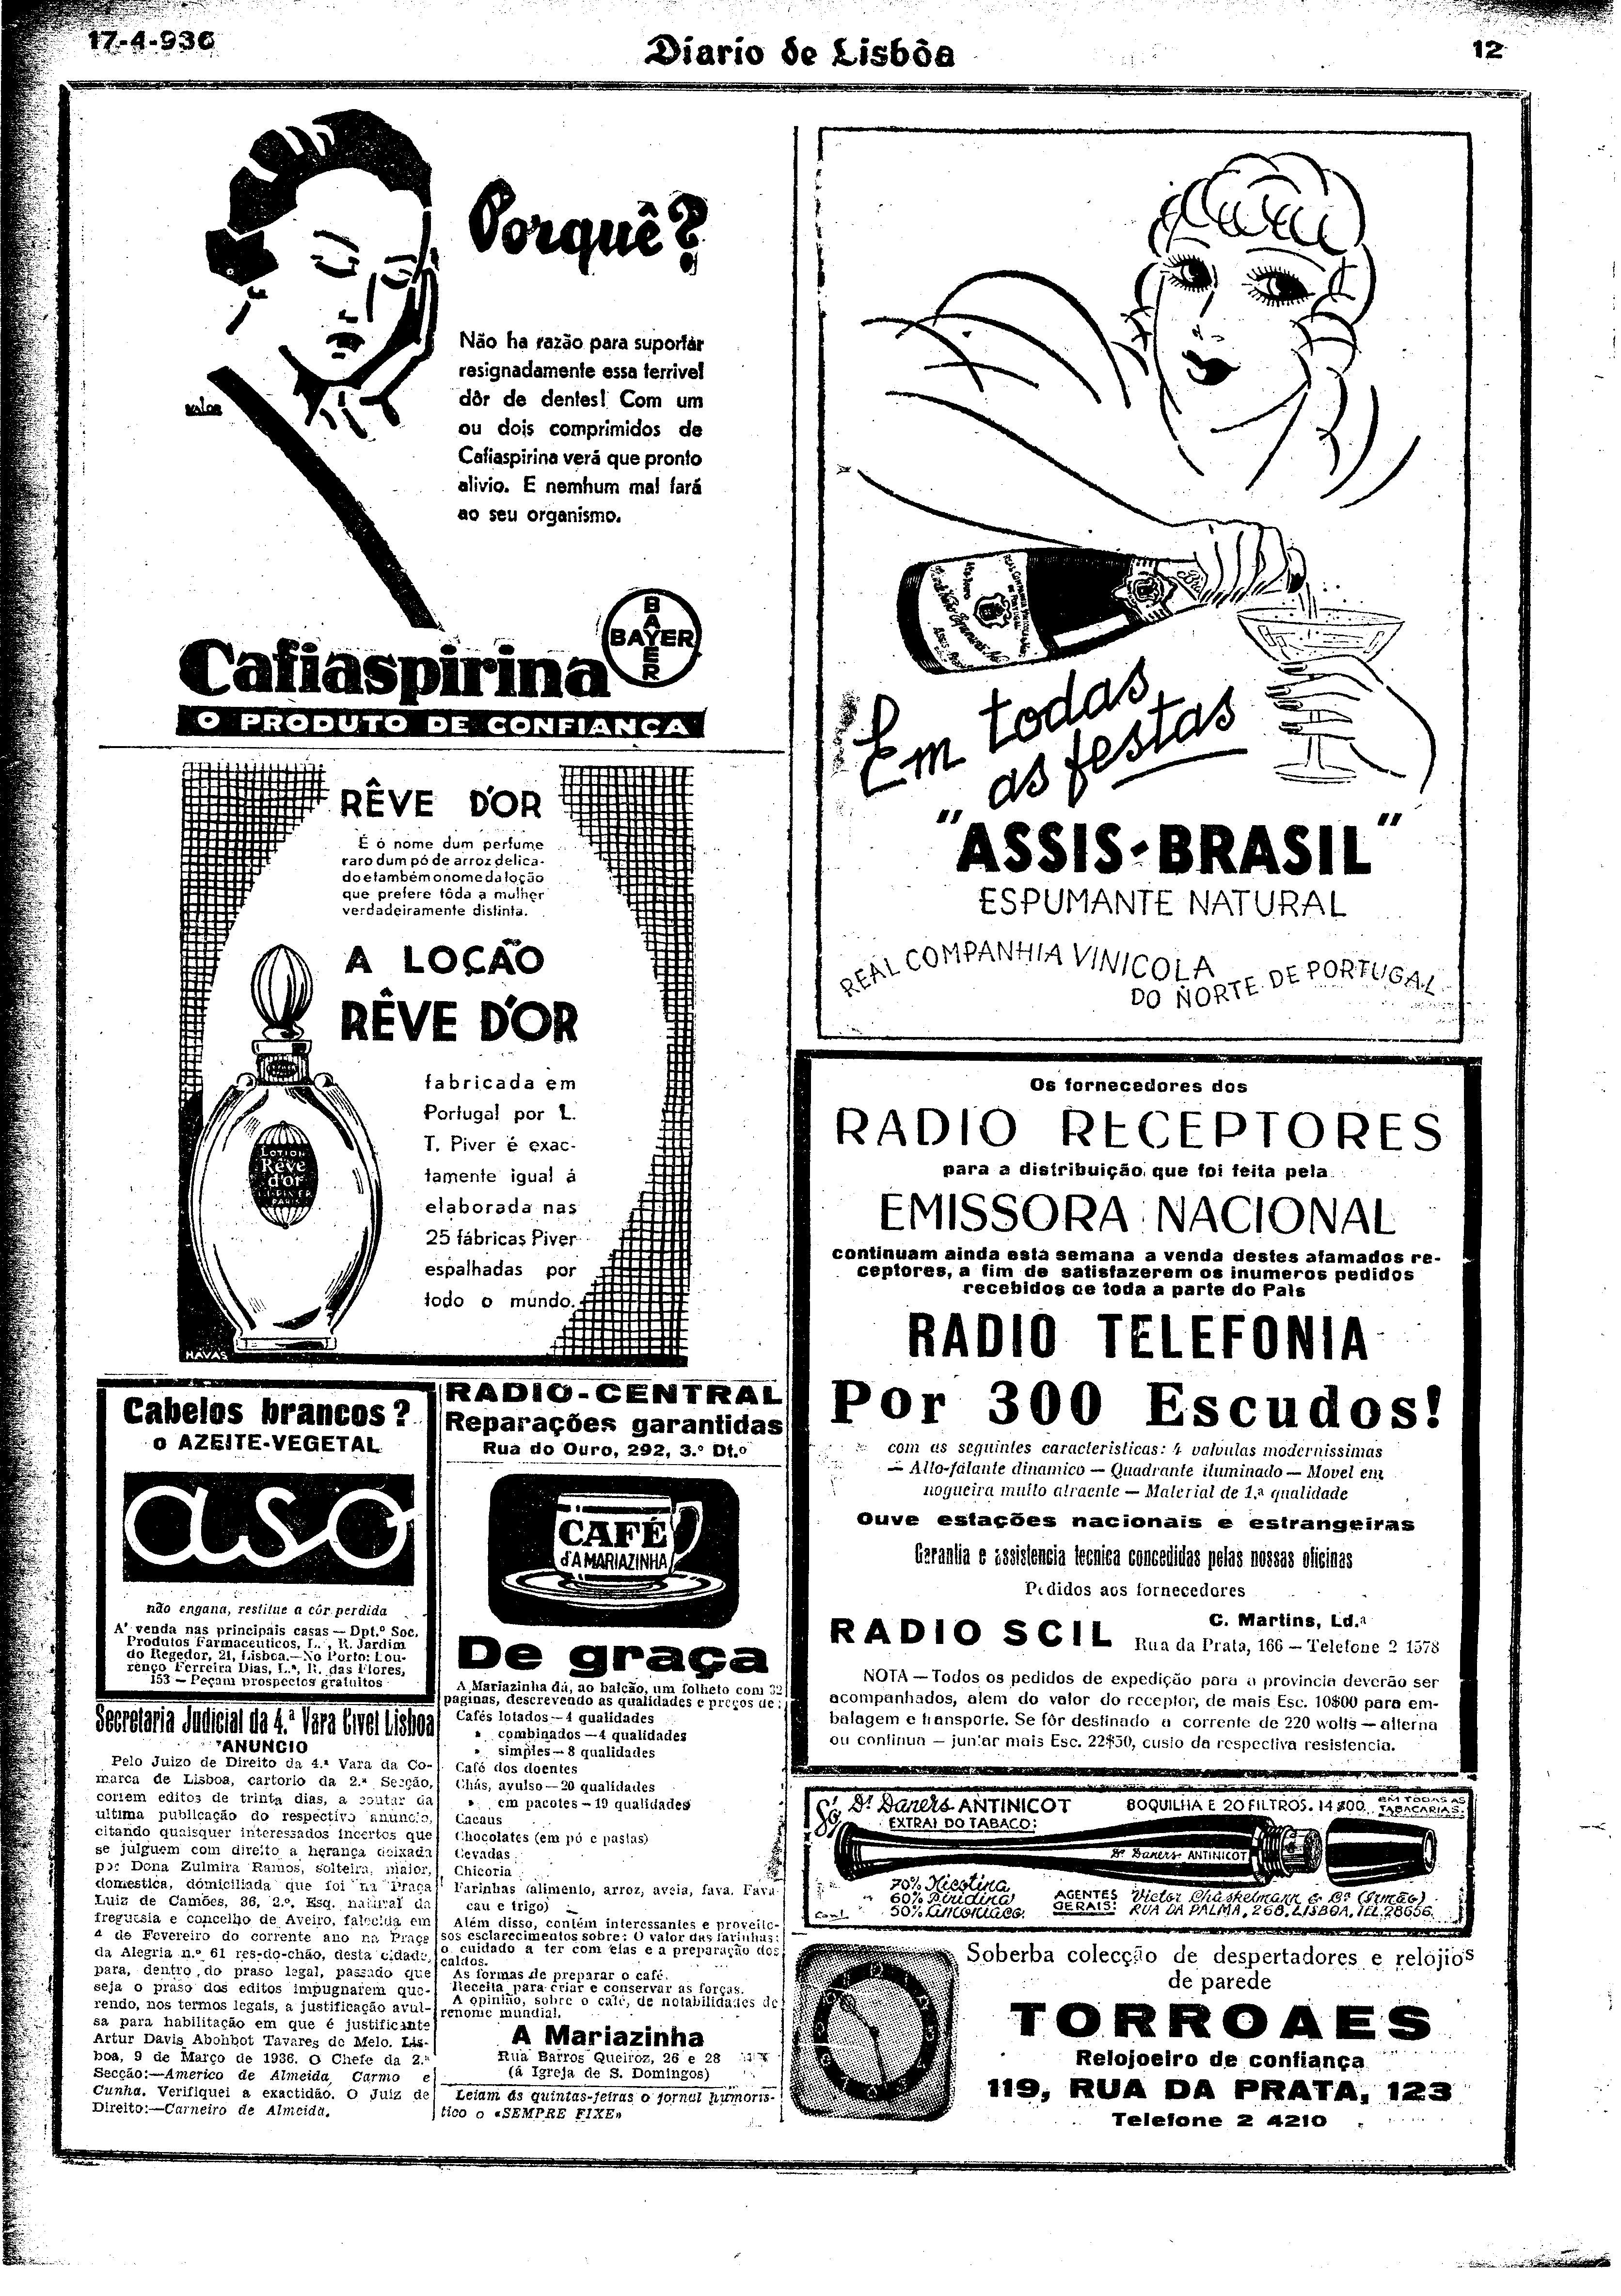 17-4-936
Diario de Lisbôa
12
Porquê?
Não ha razão para suportár
resignadamente essa terrivel
dôr de dentes! Com um
ou dois comprimidos de
Cafiaspirina verá que pronto
alivio. E nemhum mal fará
ao seu organismo.
BAYER
BAYER
Cafiaspirina
O PRODUTO DE CONFIANÇA
RÊVE D'OR
É o nome dum perfume
raro dum pó de arroz delica-
do e também o nome da loção
que prefere tôda a mulher
verdadeiramente distinta.
A LOÇÃO
RÊVE D'OR
fabricada em
Portugal por L.
T. Piver é exac-
tamente igual á
elaborada nas
25 fábricas Piver
espalhadas por
todo o mundo.
LOTION
Rêve
d'or
L.T. PIVER
PARIS
HAVAS
Cabelos brancos?
o AZEITE-VEGETAL
aso
não engana, restitue a côr perdida
A' venda nas principais casas — Dpt.º Soc.
Produtos Farmaceuticos, L., R. Jardim
do Regedor, 21, Lisboa.—No Porto: Lou-
renço Ferreira Dias, L.ª, R. das Flores,
153 — Peçam prospectos gratuitos
Secretaria Judicial da 4.ª Vara Civel Lisboa
ANUNCIO
Pelo Juizo de Direito da 4.ª Vara da Co-
marca de Lisboa, cartorio da 2.ª Secção,
correm editos de trinta dias, a contar da
ultima publicação do respectivo anuncio,
citando quaisquer interessados incertos que
se julguem com direito a herança deixada
por Dona Zulmira Ramos, solteira, maior,
domestica, domiciliada que foi na Praça
Luiz de Camões, 36, 2.º, Esq. natural da
freguesia e concelho de Aveiro, falecida em
4 de Fevereiro do corrente ano na Praça
da Alegria n.º 61 res-do-chão, desta cidade,
para, dentro do praso legal, passado que
seja o praso dos editos impugnarem que-
rendo, nos termos legais, a justificação avul-
sa para habilitação em que é justificante
Artur Davis Abohbot Tavares de Melo. Lis-
boa, 9 de Março de 1936. O Chefe da 2.ª
Secção:—Americo de Almeida Carmo e
Cunha. Verifiquei a exactidão. O Juiz de
Direito:—Carneiro de Almeida.
RADIO-CENTRAL
Reparações garantidas
Rua do Ouro, 292, 3.º Dt.º
CAFÉ
d'A MARIAZINHA
De graça
A Mariazinha dá, ao balcão, um folheto com 32
paginas, descrevendo as qualidades e preços de:
Cafés lotados—4 qualidades
» combinados—4 qualidades
» simples—8 qualidades
Café dos doentes
Chás, avulso—20 qualidades
» em pacotes—19 qualidades
Cacaus
Chocolates (em pó e pastas)
Cevadas
Chicoria
Farinhas (alimento, arroz, aveia, fava. Fava
cau e trigo)
Além disso, contém interessantes e proveito-
sos esclarecimentos sobre: O valor das farinhas;
o cuidado a ter com elas e a preparação dos
caldos.
As formas de preparar o café.
Receita para criar e conservar as forças.
A opinião, sobre o café, de notabilidades de
renome mundial.
A Mariazinha
Rua Barros Queiroz, 26 e 28
(á Igreja de S. Domingos)
Leiam ás quintas-feiras o jornal humoris-
tico o «SEMPRE FIXE»
Em todas
as festas
"ASSIS-BRASIL"
ESPUMANTE NATURAL
REAL COMPANHIA VINICOLA
DO NORTE DE PORTUGAL
Os fornecedores dos
RADIO RECEPTORES
para a distribuição que foi feita pela
EMISSORA NACIONAL
continuam ainda esta semana a venda destes afamados re-
ceptores, a fim de satisfazerem os inumeros pedidos
recebidos de toda a parte do Pais
RADIO TELEFONIA
Por 300 Escudos!
com as seguintes caracteristicas: 4 valvulas modernissimas
— Alto-falante dinamico — Quadrante iluminado — Movel em
nogueira muito atraente — Material de 1.ª qualidade
Ouve estações nacionais e estrangeiras
Garantia e assistencia tecnica concedidas pelas nossas oficinas
Pedidos aos fornecedores
RADIO SCIL
C. Martins, Ld.ª
Rua da Prata, 166 — Telefone 2 1578
NOTA — Todos os pedidos de expedição para a provincia deverão ser
acompanhados, alem do valor do receptor, de mais Esc. 10$00 para em-
balagem e transporte. Se fôr destinado a corrente de 220 wolts — alterna
ou continua — juntar mais Esc. 22$50, custo da respectiva resistencia.
Só Dr. Daners ANTINICOT
BOQUILHA E 20 FILTROS. 14$00
EM TODAS AS
TABACARIAS.
EXTRAI DO TABACO:
Dr. Daners ANTINICOT
70% Nicotina
60% Piridina
50% Amoniaco.
AGENTES
GERAIS:
Victor Chaskelmann & Cª (Irmão)
RUA DA PALMA, 268. LISBOA. TEL. 28656.
Soberba colecção de despertadores e relojios
de parede
TORROAES
Relojoeiro de confiança
119, RUA DA PRATA, 123
Telefone 2 4210